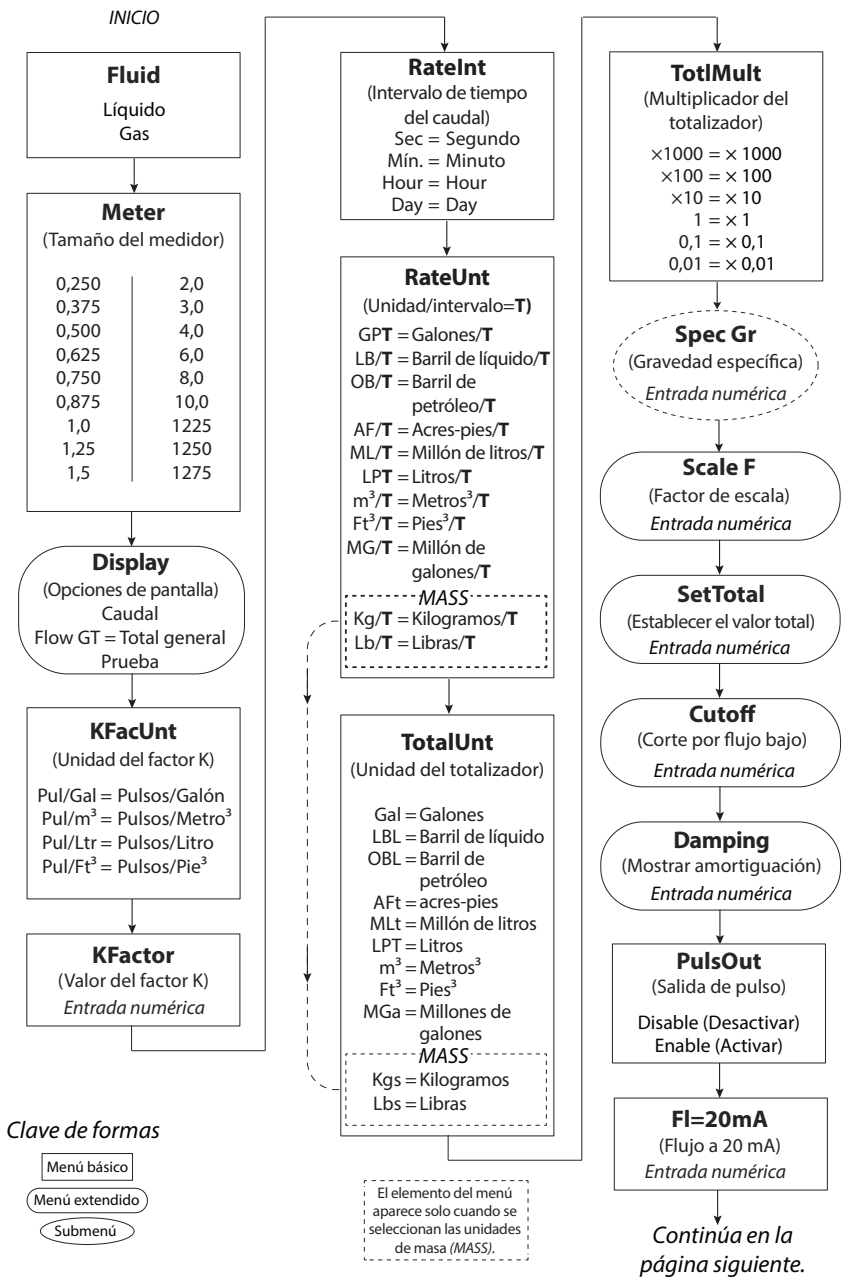 INICIO
Fluid
Líquido
Gas
Meter
(Tamaño del medidor)
0,250 2,0
0,375 3,0
0,500 4,0
0,625 6,0
0,750 8,0
0,875 10,0
1,0 1225
1,25 1250
1,5 1275
Display
(Opciones de pantalla)
Caudal
Flow GT = Total general
Prueba
KFacUnt
(Unidad del factor K)
Pul/Gal = Pulsos/Galón
Pul/m³ = Pulsos/Metro³
Pul/Ltr = Pulsos/Litro
Pul/Ft³ = Pulsos/Pie³
KFactor
(Valor del factor K)
Entrada numérica
RateInt
(Intervalo de tiempo
del caudal)
Sec = Segundo
Mín. = Minuto
Hour = Hour
Day = Day
RateUnt
(Unidad/intervalo=T)
GPT = Galones/T
LB/T = Barril de líquido/T
OB/T = Barril de
petróleo/T
AF/T = Acres-pies/T
ML/T = Millón de litros/T
LPT = Litros/T
m³/T = Metros³/T
Ft³/T = Pies³/T
MG/T = Millón de
galones/T
MASS
Kg/T = Kilogramos/T
Lb/T = Libras/T
TotalUnt
(Unidad del totalizador)
Gal = Galones
LBL = Barril de líquido
OBL = Barril de
petróleo
AFt = acres-pies
MLt = Millón de litros
LPT = Litros
m³ = Metros³
Ft³ = Pies³
MGa = Millones de
galones
MASS
Kgs = Kilogramos
Lbs = Libras
TotlMult
(Multiplicador del
totalizador)
×1000 = × 1000
×100 = × 100
×10 = × 10
1 = × 1
0,1 = × 0,1
0,01 = × 0,01
Spec Gr
(Gravedad específica)
Entrada numérica
Scale F
(Factor de escala)
Entrada numérica
SetTotal
(Establecer el valor total)
Entrada numérica
Cutoff
(Corte por flujo bajo)
Entrada numérica
Damping
(Mostrar amortiguación)
Entrada numérica
PulsOut
(Salida de pulso)
Disable (Desactivar)
Enable (Activar)
Fl=20mA
(Flujo a 20 mA)
Entrada numérica
Continúa en la
página siguiente.
Clave de formas
Menú básico
Menú extendido
Submenú
El elemento del menú
aparece solo cuando se
seleccionan las unidades
de masa (MASS).